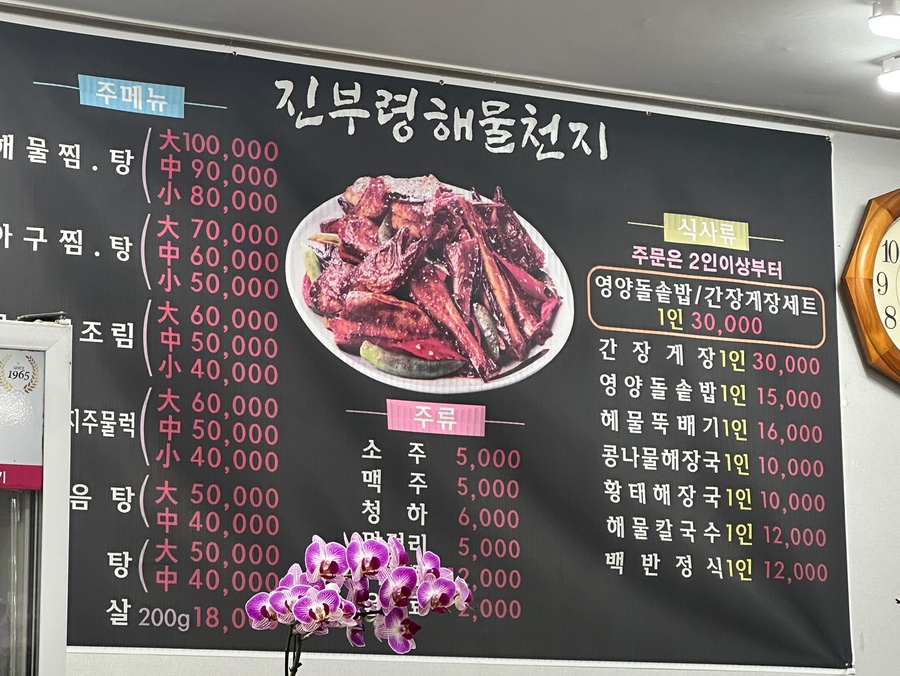 진부령해물천지
주메뉴
해물찜.탕 大 100,000
中 90,000
小 80,000
아구찜.탕 大 70,000
中 60,000
小 50,000
조림 大 60,000
中 50,000
小 40,000
주물럭 大 60,000
中 50,000
小 40,000
음탕 大 50,000
中 40,000
탕 大 50,000
中 40,000
살 200g
주류
소주 5,000
맥주 5,000
청하 6,000
5,000
식사류
주문은 2인이상부터
영양돌솥밥/간장게장세트
1인 30,000
간장게장 1인 30,000
영양돌솥밥 1인 15,000
헤물뚝배기 1인 16,000
콩나물해장국 1인 10,000
황태해장국 1인 10,000
해물칼국수 1인 12,000
백반정식 1인 12,000
SINCE
1965
10
9
8